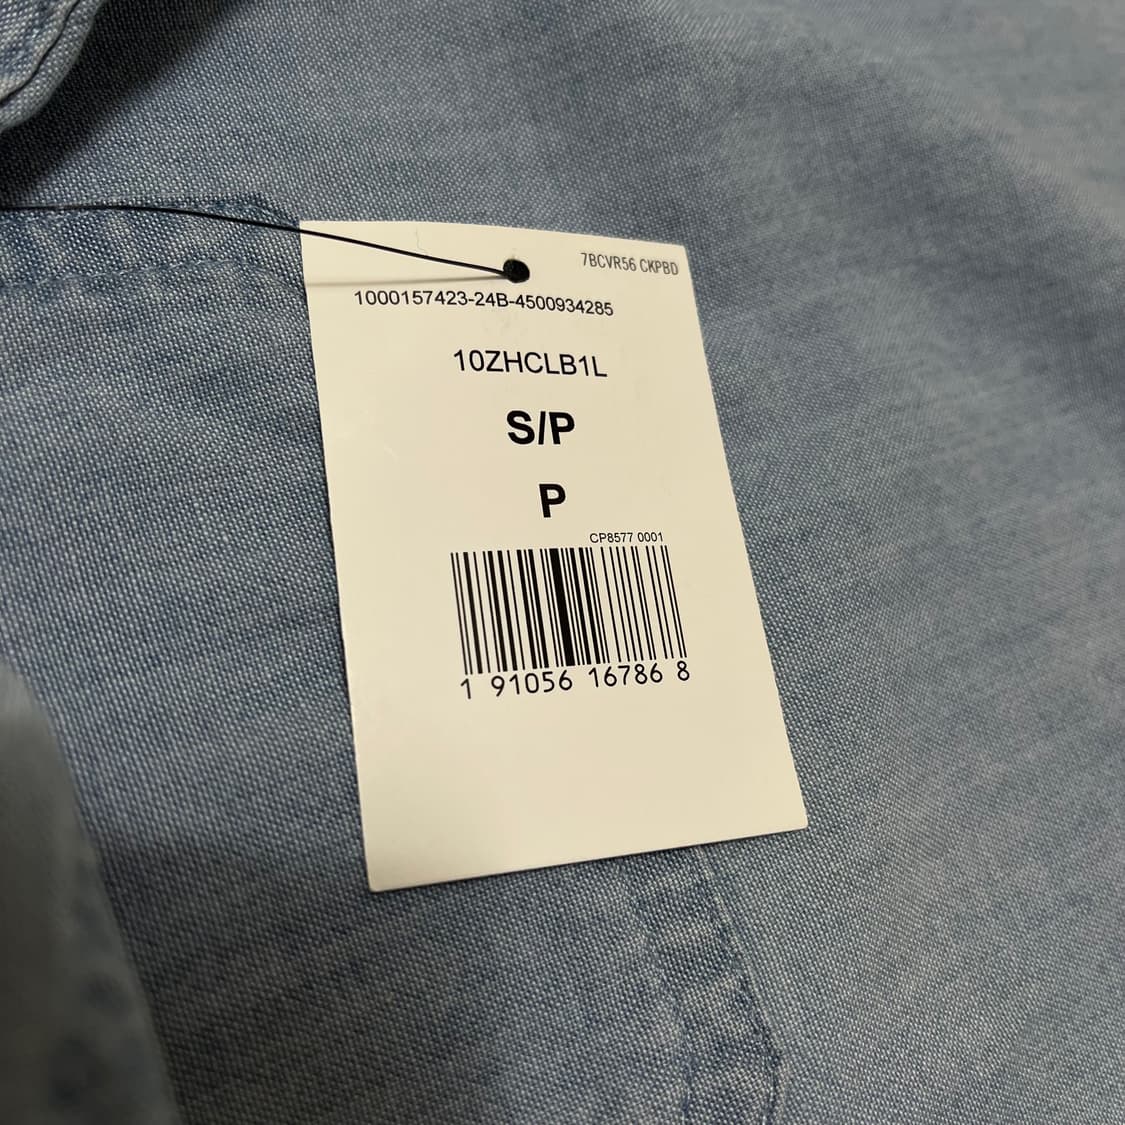 7BCVR56 CKPBD
1000157423-24B-4500934285
10ZHCLB1L
S/P
P
CP8577 0001
1 91056 16786 8